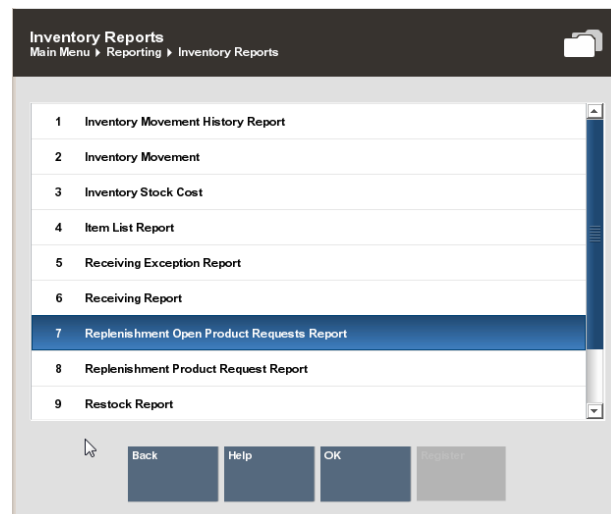 Inventory Reports
Main Menu ▸ Reporting ▸ Inventory Reports
1 Inventory Movement History Report
2 Inventory Movement
3 Inventory Stock Cost
4 Item List Report
5 Receiving Exception Report
6 Receiving Report
7 Replenishment Open Product Requests Report
8 Replenishment Product Request Report
9 Restock Report
Back Help OK Register